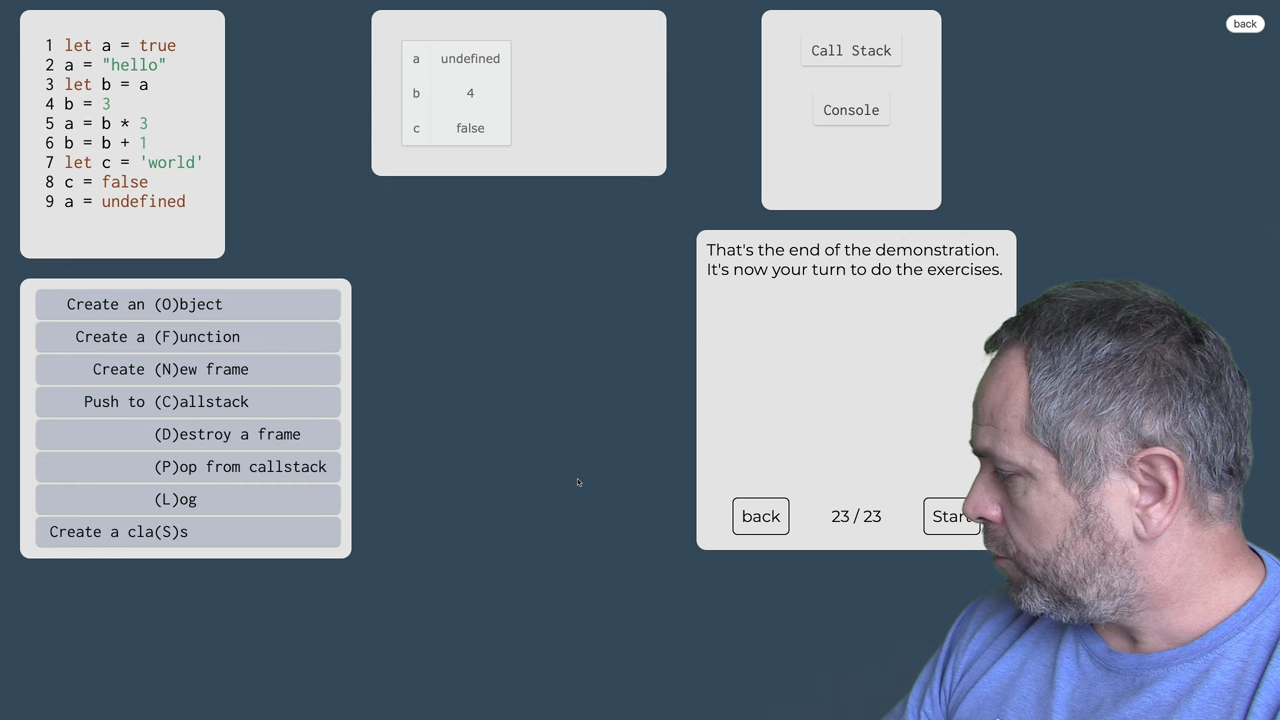 1 let a = true
2 a = "hello"
3 let b = a
4 b = 3
5 a = b * 3
6 b = b + 1
7 let c = 'world'
8 c = false
9 a = undefined
a undefined
b 4
c false
Call Stack
Console
back
Create an (O)bject
Create a (F)unction
Create (N)ew frame
Push to (C)allstack
(D)estroy a frame
(P)op from callstack
(L)og
Create a cla(S)s
That's the end of the demonstration.
It's now your turn to do the exercises.
back 23 / 23 Start